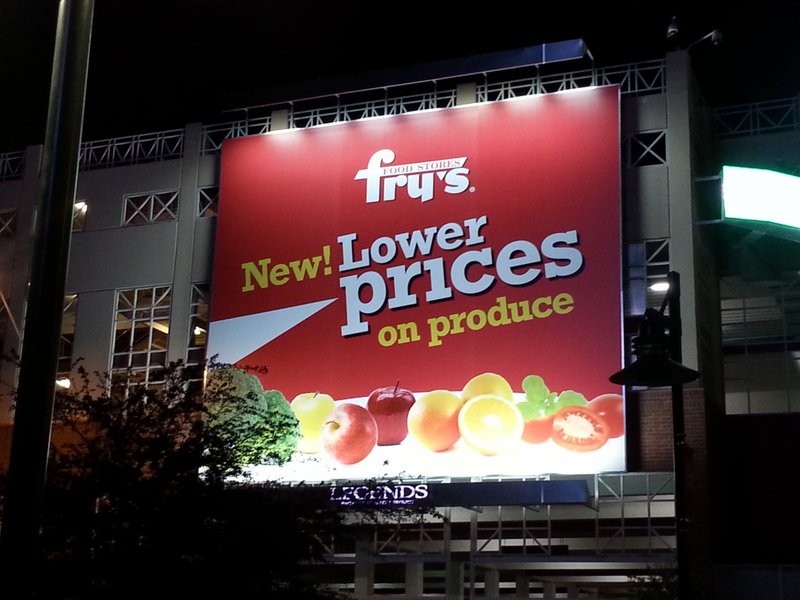 FOOD STORES
fry's®
New! Lower
prices
on produce
LEGENDS